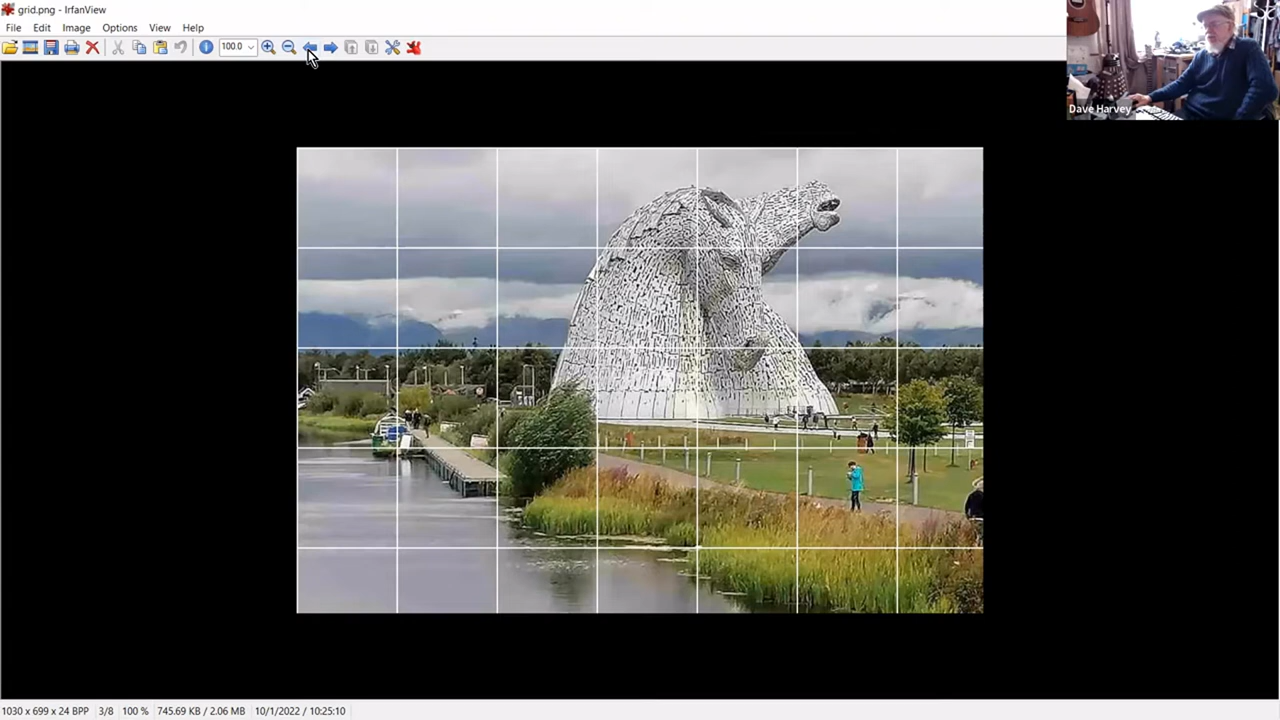 grid.png - IrfanView
File Edit Image Options View Help
100.0
Dave Harvey
1030 x 699 x 24 BPP 3/8 100 % 745.69 KB / 2.06 MB 10/1/2022 / 10:25:10